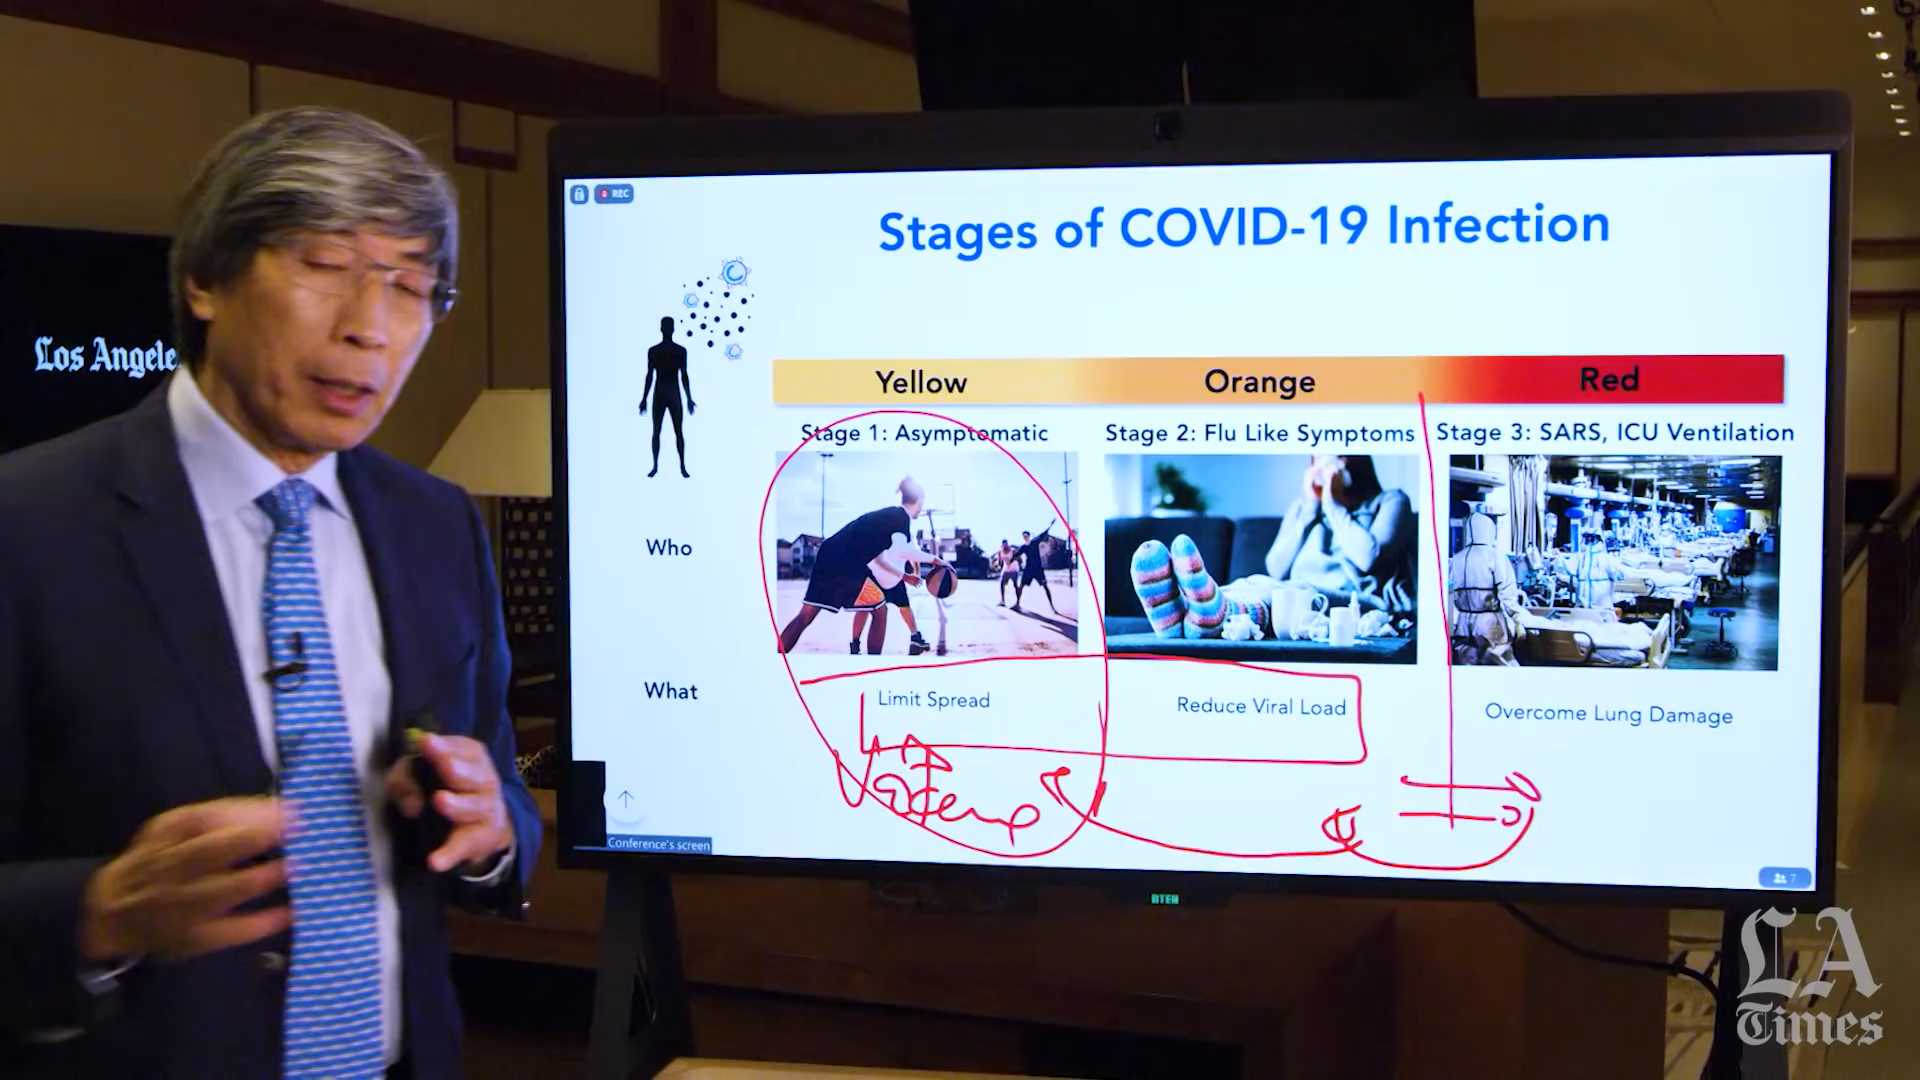 REC
Stages of COVID-19 Infection
Los Angele
Yellow
Orange
Red
Stage 1: Asymptomatic
Stage 2: Flu Like Symptoms
Stage 3: SARS, ICU Ventilation
Who
What
Limit Spread
Reduce Viral Load
Overcome Lung Damage
Conference's screen
7
LA
Times